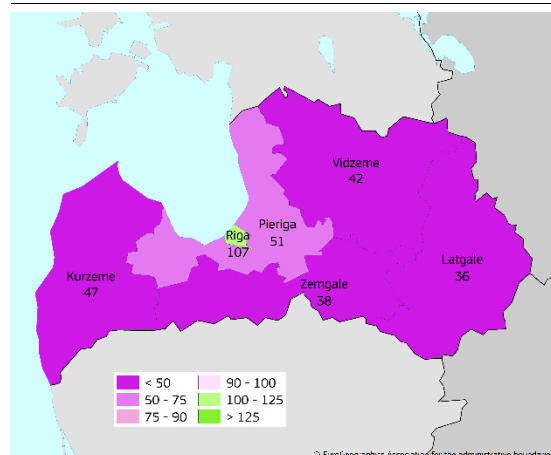 Vidzeme
42
Riga
107
Pieriga
51
Latgale
36
Kurzeme
47
Zemgale
38
< 50
90 - 100
50 - 75
100 - 125
75 - 90
> 125
© EuroGeographics Association for the administrative boundaries